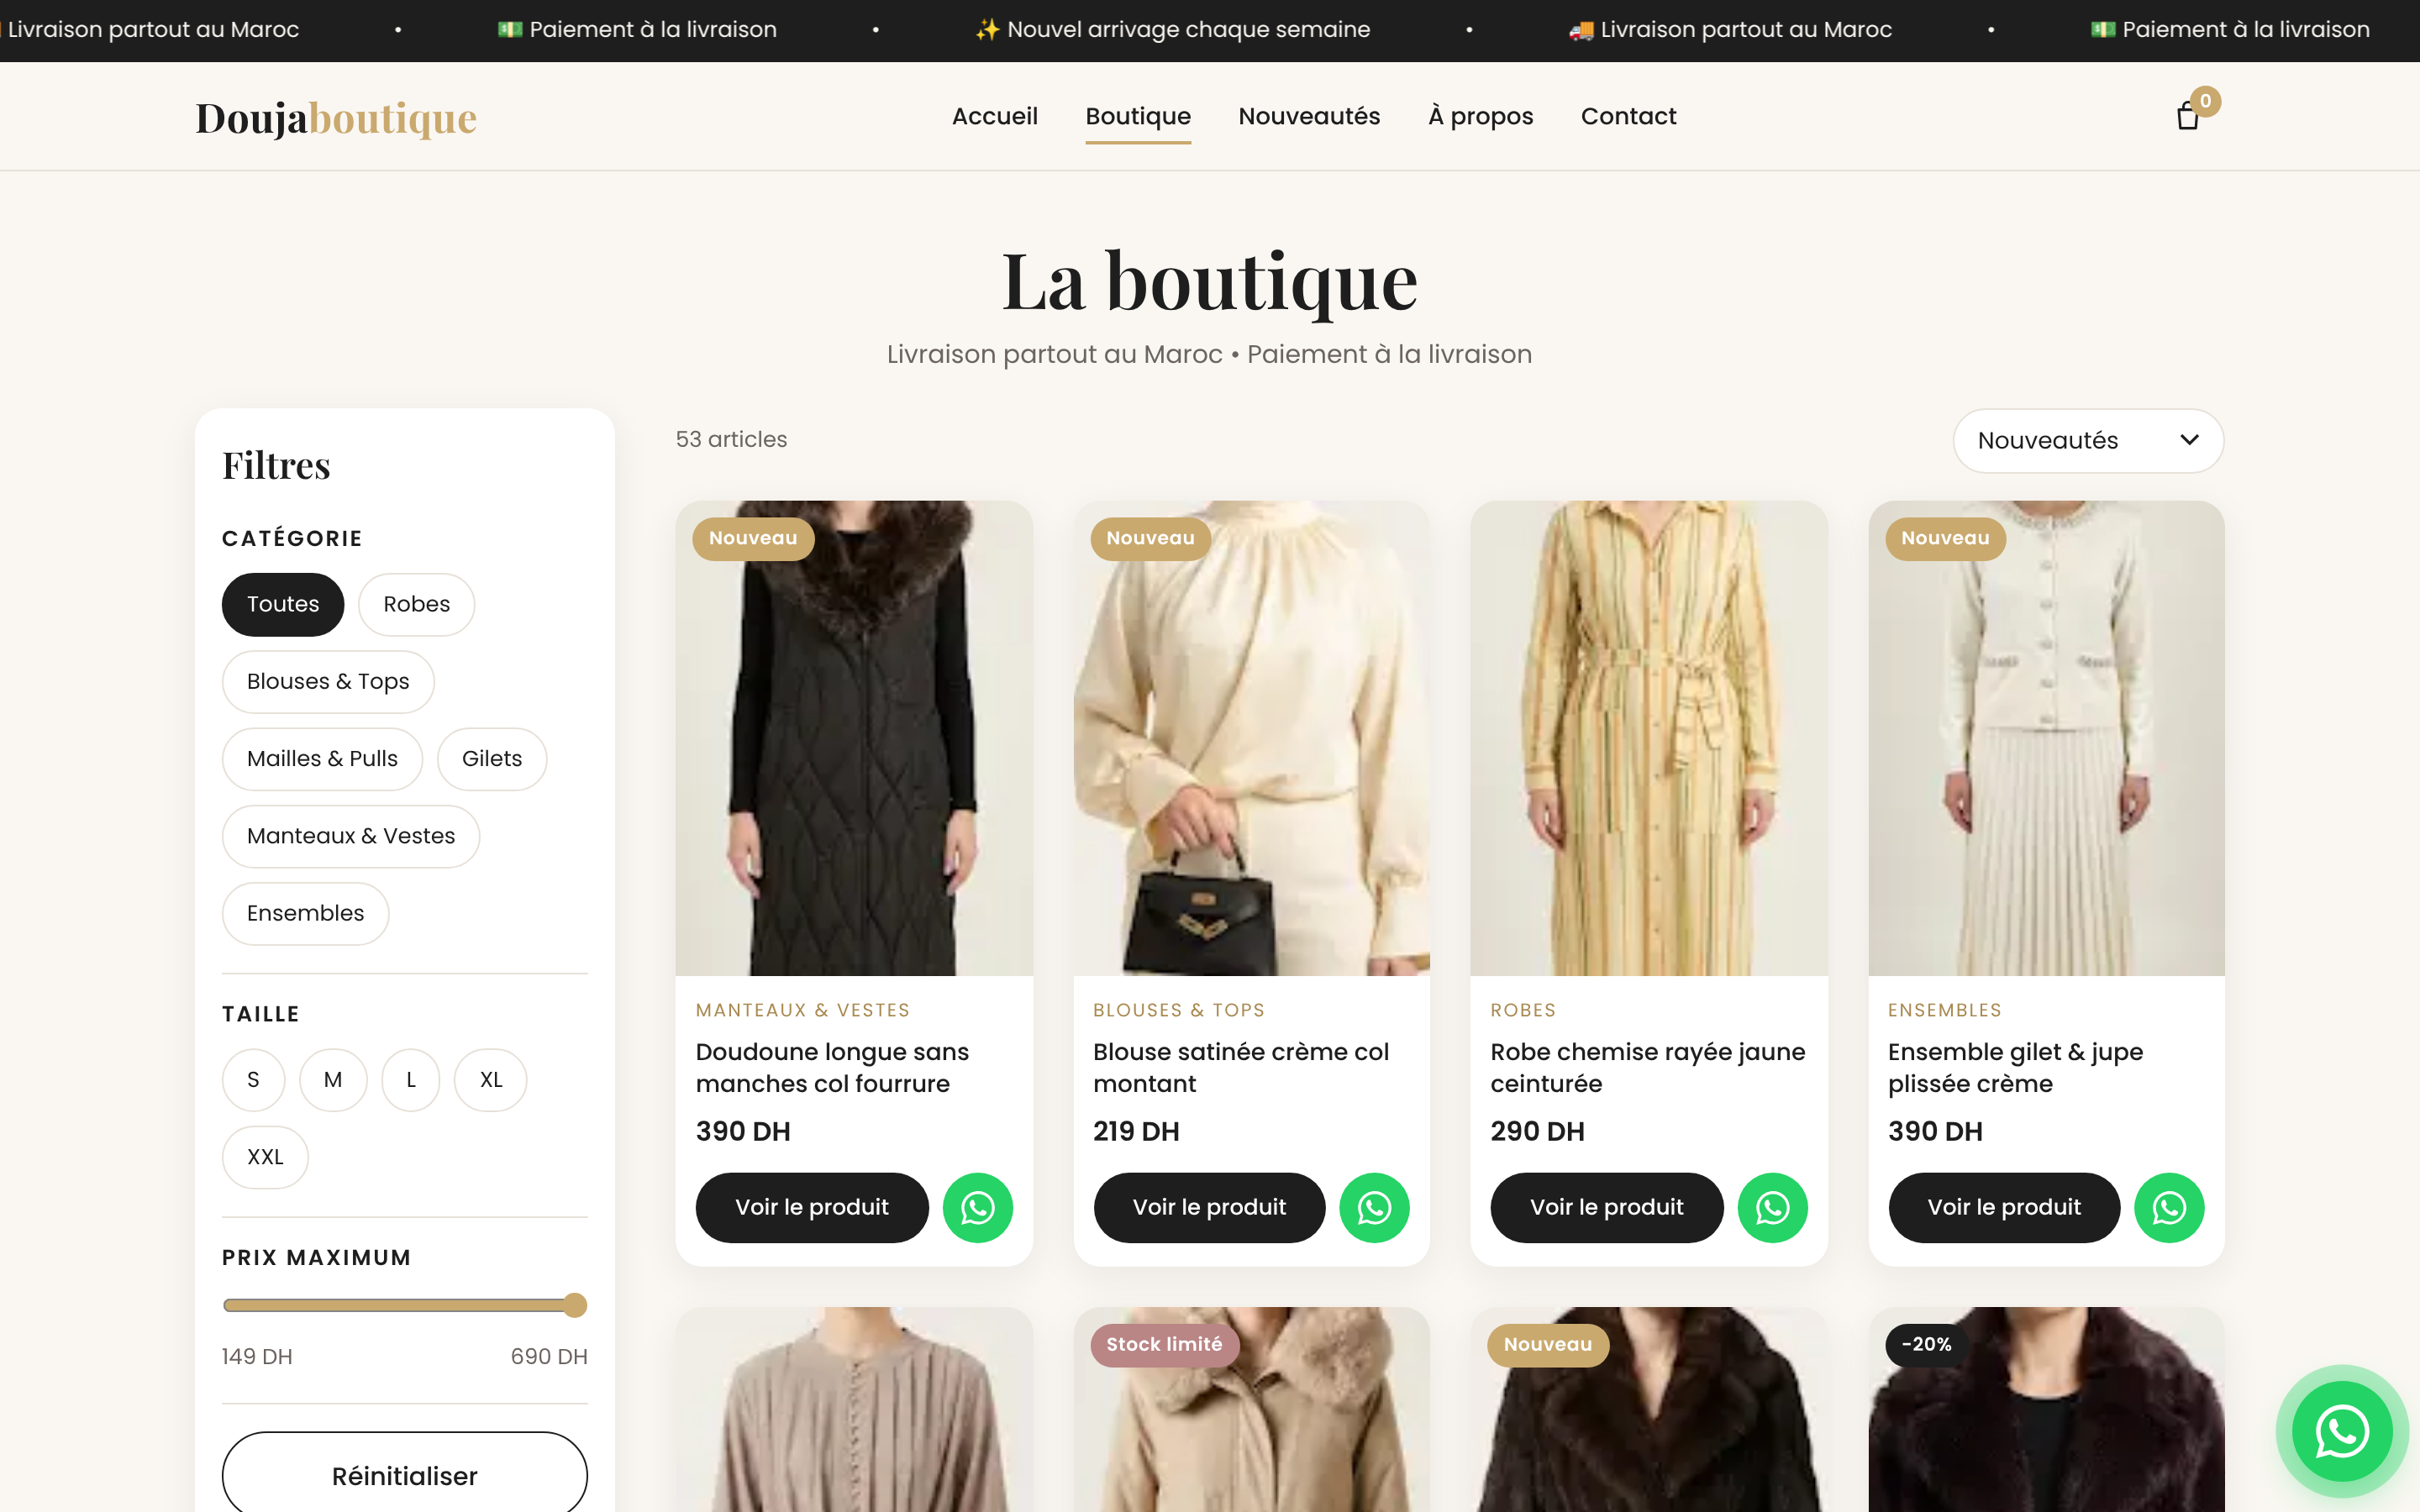 Livraison partout au Maroc • 💵 Paiement à la livraison • ✨ Nouvel arrivage chaque semaine • 🚚 Livraison partout au Maroc • 💵 Paiement à la livraison
Doujaboutique
Accueil Boutique Nouveautés À propos Contact
0
La boutique
Livraison partout au Maroc • Paiement à la livraison
Filtres
CATÉGORIE
Toutes Robes
Blouses & Tops
Mailles & Pulls Gilets
Manteaux & Vestes
Ensembles
TAILLE
S M L XL
XXL
PRIX MAXIMUM
149 DH 690 DH
Réinitialiser
53 articles
Nouveautés
Nouveau
MANTEAUX & VESTES
Doudoune longue sans
manches col fourrure
390 DH
Voir le produit
Nouveau
BLOUSES & TOPS
Blouse satinée crème col
montant
219 DH
Voir le produit
ROBES
Robe chemise rayée jaune
ceinturée
290 DH
Voir le produit
Nouveau
ENSEMBLES
Ensemble gilet & jupe
plissée crème
390 DH
Voir le produit
Stock limité
Nouveau
-20%